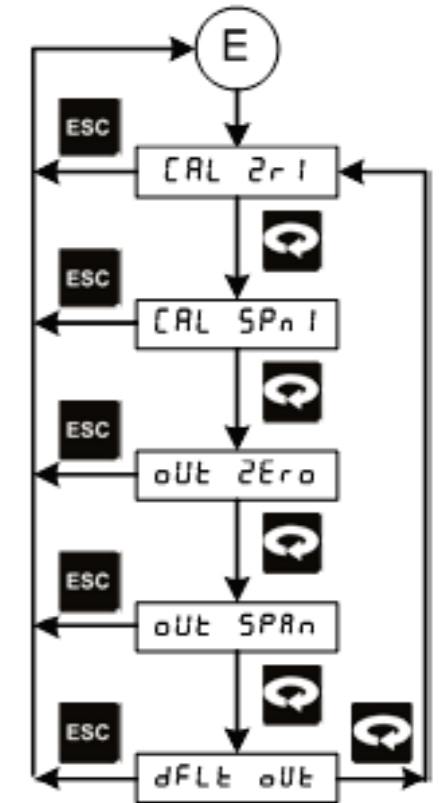 E
ESC
CAL 2r1
ESC
CAL SPn1
ESC
oUt 2Ero
ESC
oUt SPAn
ESC
dFLt oUt